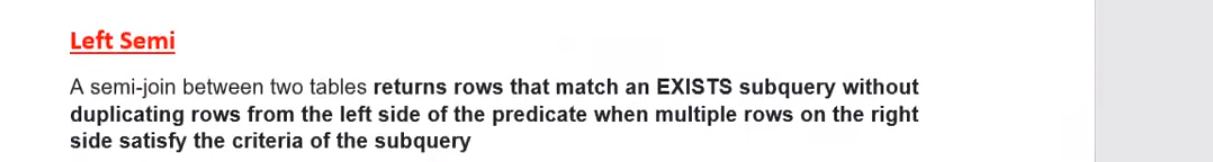 Left Semi
A semi-join between two tables returns rows that match an EXISTS subquery without
duplicating rows from the left side of the predicate when multiple rows on the right
side satisfy the criteria of the subquery